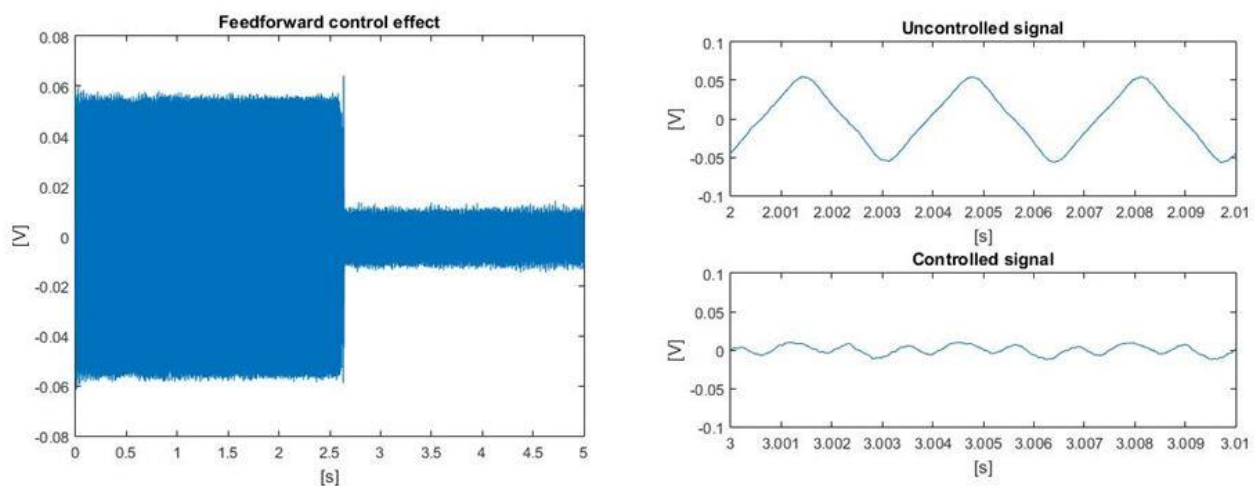 Feedforward control effect
0.08
0.06
0.04
0.02
0
-0.02
-0.04
-0.06
-0.08
[V]
0 0.5 1 1.5 2 2.5 3 3.5 4 4.5 5
[s]
Uncontrolled signal
0.1
0.05
0
-0.05
-0.1
[V]
2 2.001 2.002 2.003 2.004 2.005 2.006 2.007 2.008 2.009 2.01
[s]
Controlled signal
0.1
0.05
0
-0.05
-0.1
[V]
3 3.001 3.002 3.003 3.004 3.005 3.006 3.007 3.008 3.009 3.01
[s]